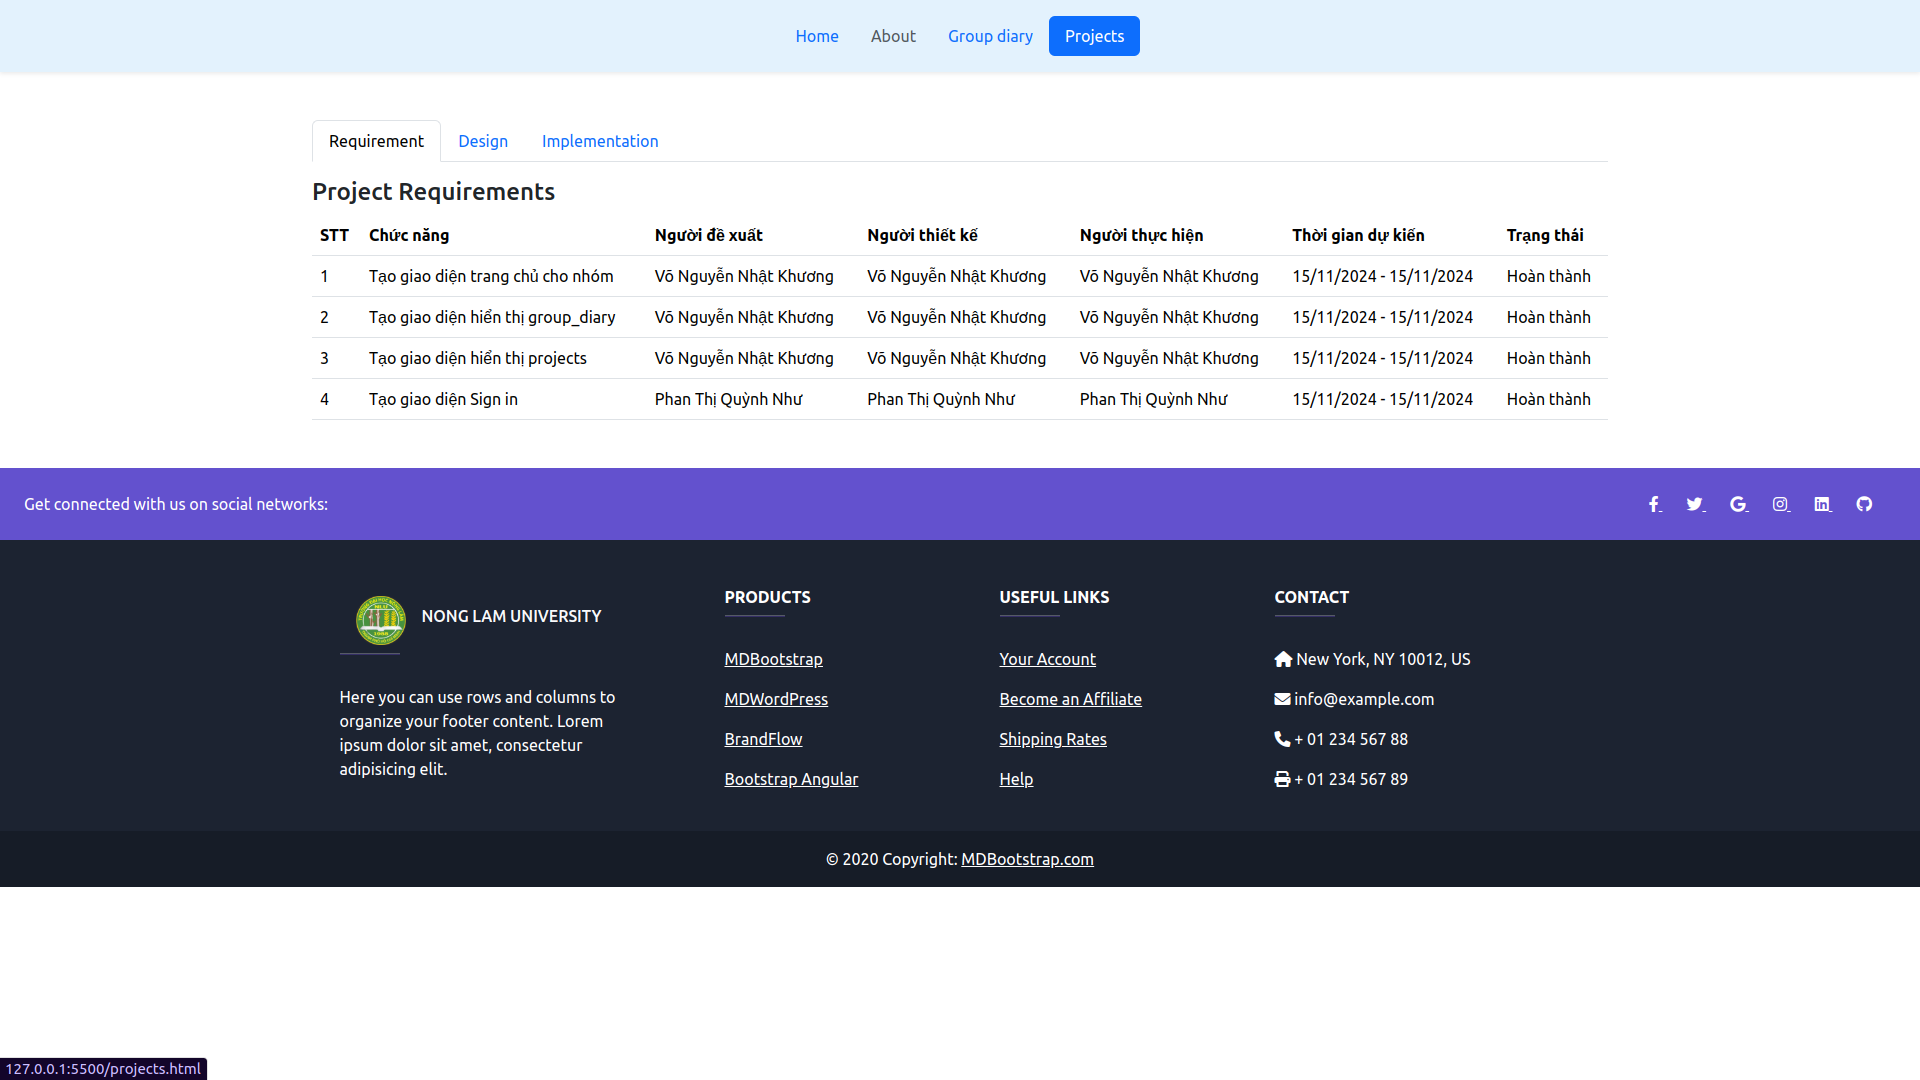 Home About Group diary Projects
Requirement Design Implementation
Project Requirements
STT Chức năng Người đề xuất Người thiết kế Người thực hiện Thời gian dự kiến Trạng thái
1 Tạo giao diện trang chủ cho nhóm Võ Nguyễn Nhật Khương Võ Nguyễn Nhật Khương Võ Nguyễn Nhật Khương 15/11/2024 - 15/11/2024 Hoàn thành
2 Tạo giao diện hiển thị group_diary Võ Nguyễn Nhật Khương Võ Nguyễn Nhật Khương Võ Nguyễn Nhật Khương 15/11/2024 - 15/11/2024 Hoàn thành
3 Tạo giao diện hiển thị projects Võ Nguyễn Nhật Khương Võ Nguyễn Nhật Khương Võ Nguyễn Nhật Khương 15/11/2024 - 15/11/2024 Hoàn thành
4 Tạo giao diện Sign in Phan Thị Quỳnh Như Phan Thị Quỳnh Như Phan Thị Quỳnh Như 15/11/2024 - 15/11/2024 Hoàn thành
Get connected with us on social networks:
NONG LAM UNIVERSITY
Here you can use rows and columns to
organize your footer content. Lorem
ipsum dolor sit amet, consectetur
adipisicing elit.
PRODUCTS
MDBootstrap
MDWordPress
BrandFlow
Bootstrap Angular
USEFUL LINKS
Your Account
Become an Affiliate
Shipping Rates
Help
CONTACT
New York, NY 10012, US
info@example.com
+ 01 234 567 88
+ 01 234 567 89
© 2020 Copyright: MDBootstrap.com
127.0.0.1:5500/projects.html